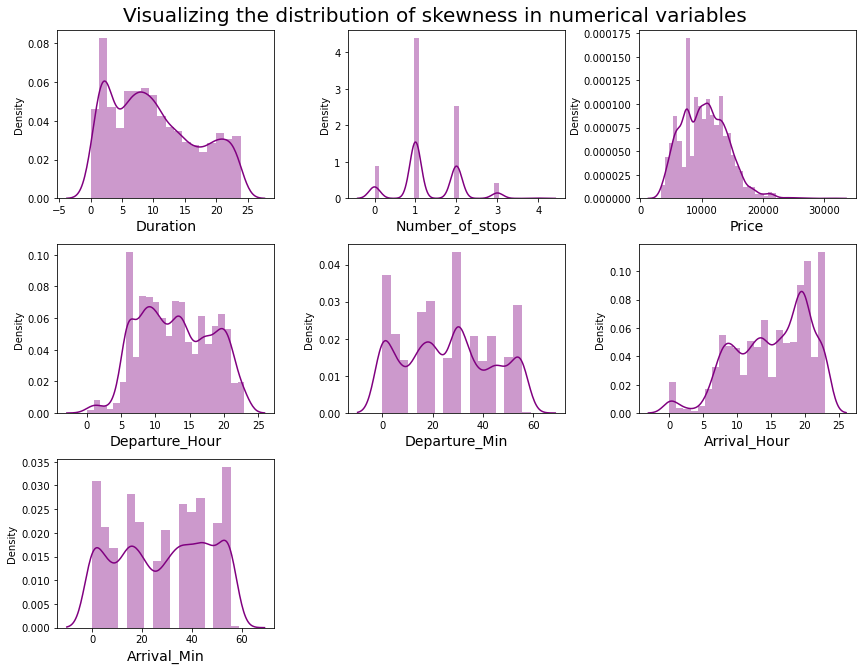 Visualizing the distribution of skewness in numerical variables
0.08
0.06
0.04
0.02
0.00
Density
-5 0 5 10 15 20 25
Duration
4
3
2
1
0
Density
0 1 2 3 4
Number_of_stops
0.000175
0.000150
0.000125
0.000100
0.000075
0.000050
0.000025
0.000000
Density
0 10000 20000 30000
Price
0.10
0.08
0.06
0.04
0.02
0.00
Density
0 5 10 15 20 25
Departure_Hour
0.04
0.03
0.02
0.01
0.00
Density
0 20 40 60
Departure_Min
0.10
0.08
0.06
0.04
0.02
0.00
Density
0 5 10 15 20 25
Arrival_Hour
0.035
0.030
0.025
0.020
0.015
0.010
0.005
0.000
Density
0 20 40 60
Arrival_Min